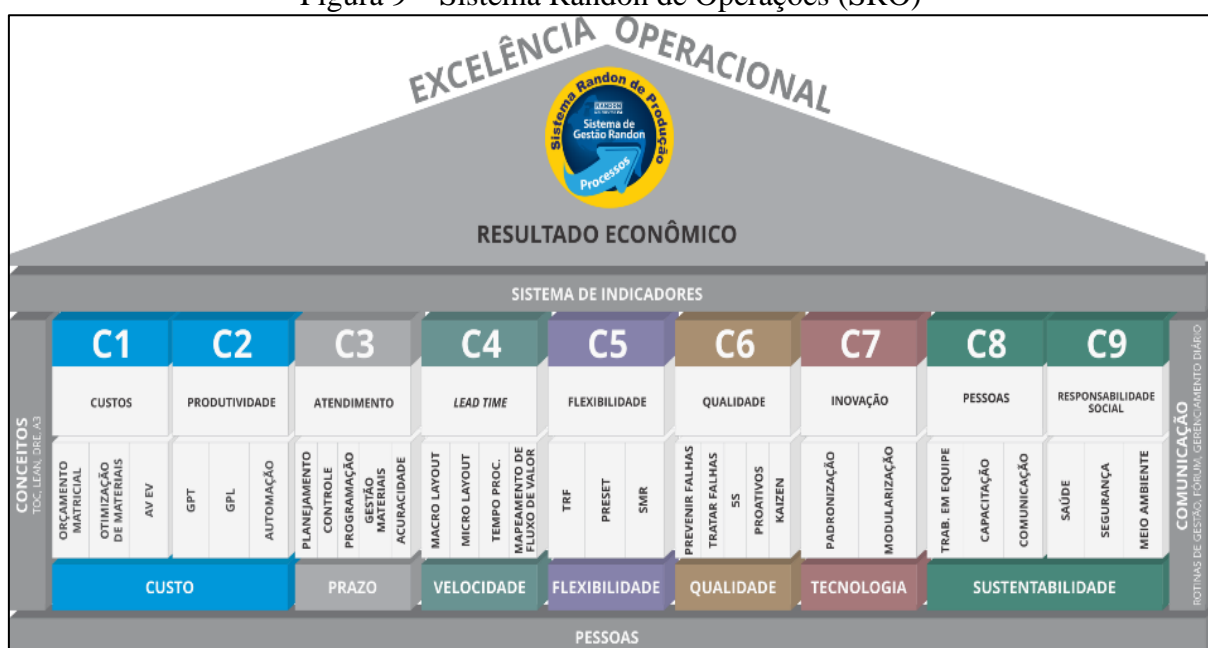 Figura 9 – Sistema Randon de Operações (SRO)
EXCELÊNCIA OPERACIONAL
Sistema Randon de Produção
RANDON
Sistema de
Gestão Randon
Processos
RESULTADO ECONÔMICO
SISTEMA DE INDICADORES
CONCEITOS
TOC, LEAN, DRE, A3
C1
C2
C3
C4
C5
C6
C7
C8
C9
CUSTOS
PRODUTIVIDADE
ATENDIMENTO
LEAD TIME
FLEXIBILIDADE
QUALIDADE
INOVAÇÃO
PESSOAS
RESPONSABILIDADE
SOCIAL
ORÇAMENTO
MATRICIAL
OTIMIZAÇÃO
DE MATERIAIS
AV EV
GPT
GPL
AUTOMAÇÃO
PLANEJAMENTO
CONTROLE
PROGRAMAÇÃO
GESTÃO
MATERIAIS
ACURACIDADE
MACRO LAYOUT
MICRO LAYOUT
TEMPO PROC.
MAPEAMENTO DE
FLUXO DE VALOR
TRF
PRESET
SMR
PREVENIR FALHAS
TRATAR FALHAS
5S
PROATIVOS
KAIZEN
PADRONIZAÇÃO
MODULARIZAÇÃO
TRAB. EM EQUIPE
CAPACITAÇÃO
COMUNICAÇÃO
SAÚDE
SEGURANÇA
MEIO AMBIENTE
COMUNICAÇÃO
ROTINAS DE GESTÃO, FÓRUM, GERENCIAMENTO DIÁRIO
CUSTO
PRAZO
VELOCIDADE
FLEXIBILIDADE
QUALIDADE
TECNOLOGIA
SUSTENTABILIDADE
PESSOAS